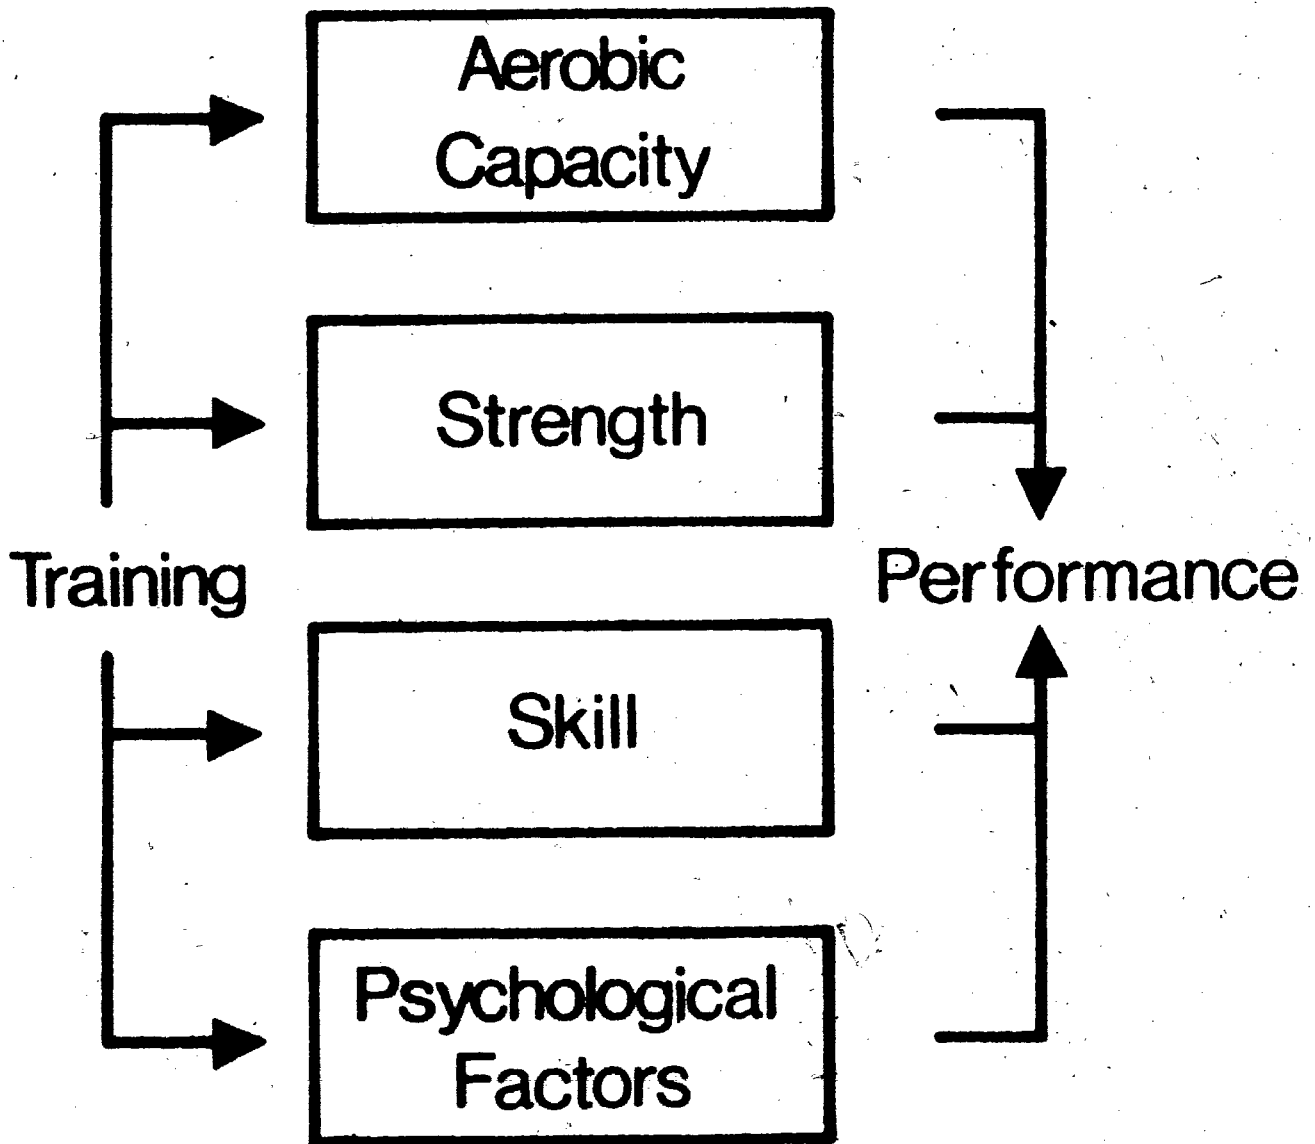 Aerobic
Capacity
Strength
Training
Performance
Skill
Psychological
Factors